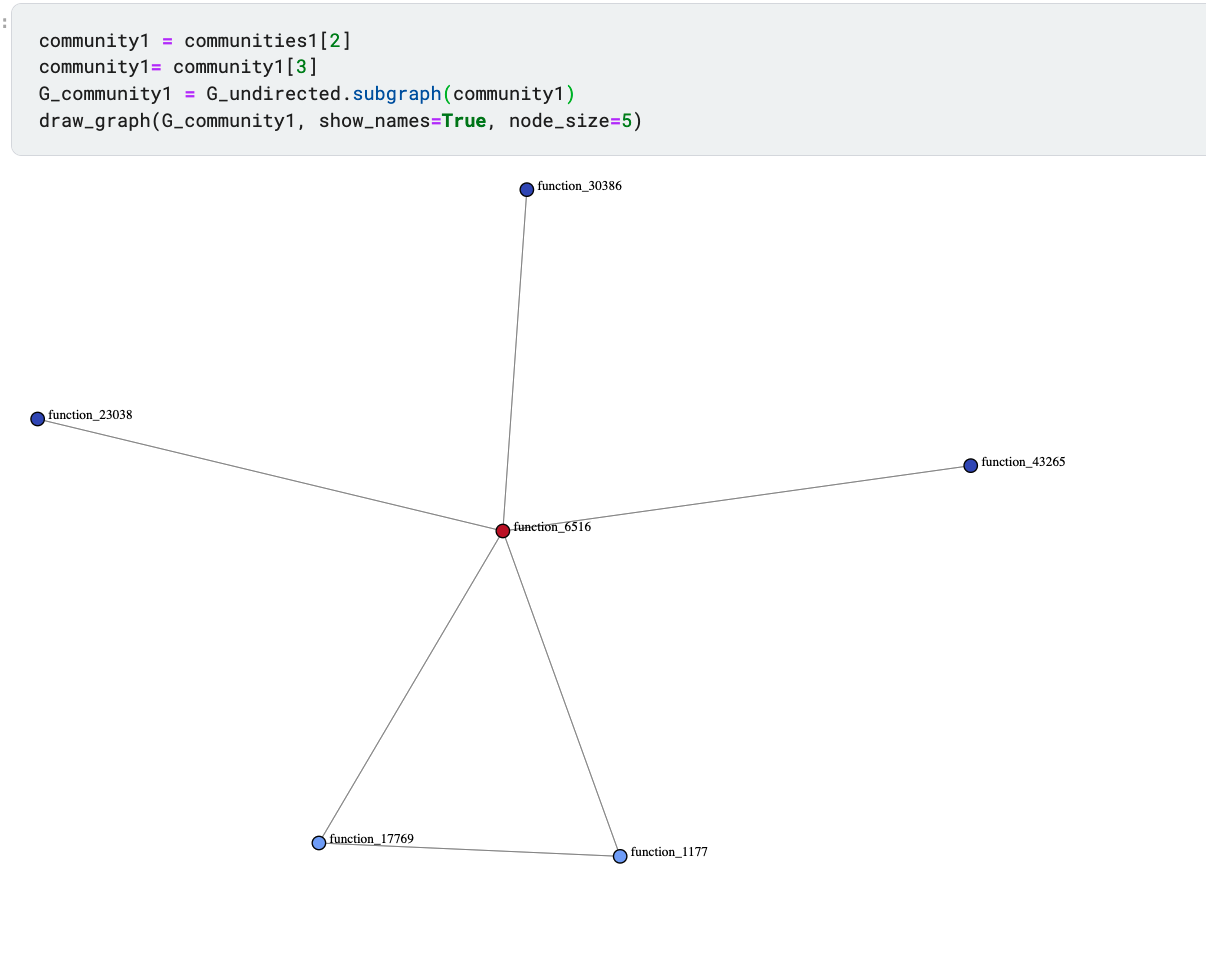 :
community1 = communities1[2]
community1= community1[3]
G_community1 = G_undirected.subgraph(community1)
draw_graph(G_community1, show_names=True, node_size=5)
function_30386
function_23038
function_43265
function_6516
function_17769
function_1177